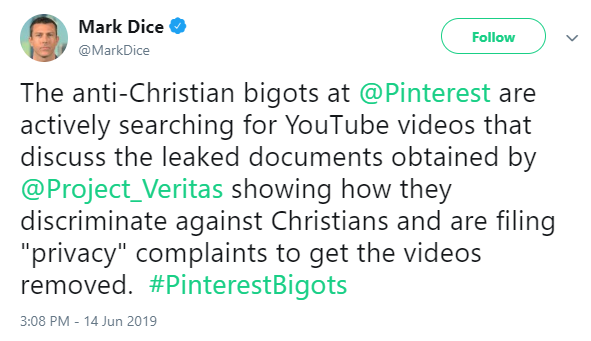 Mark Dice
@MarkDice
Follow
The anti-Christian bigots at @Pinterest are
actively searching for YouTube videos that
discuss the leaked documents obtained by
@Project_Veritas showing how they
discriminate against Christians and are filing
"privacy" complaints to get the videos
removed. #PinterestBigots
3:08 PM - 14 Jun 2019